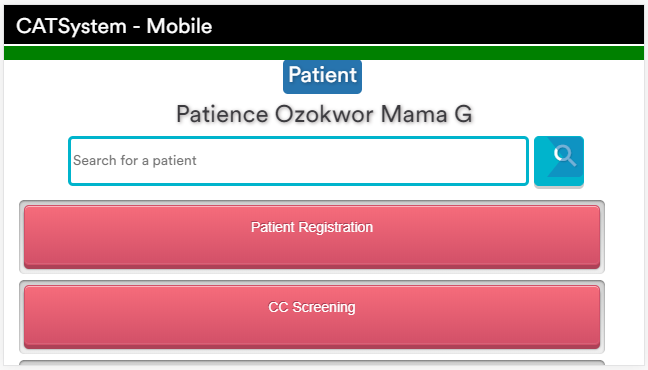 CATSystem - Mobile
Patient
Patience Ozokwor Mama G
Search for a patient
Patient Registration
CC Screening